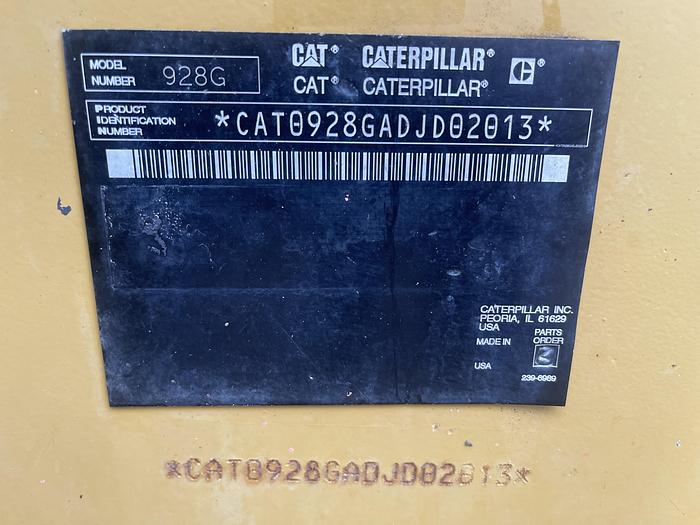 MODEL NUMBER 928G
CAT® CATERPILLAR®
CAT® CATERPILLAR®
PRODUCT IDENTIFICATION NUMBER *CAT0928GADJD02013*
CATERPILLAR INC.
PEORIA, IL 61629
USA
MADE IN
USA
PARTS ORDER
2
239-6989
*CAT0928GADJD02013*